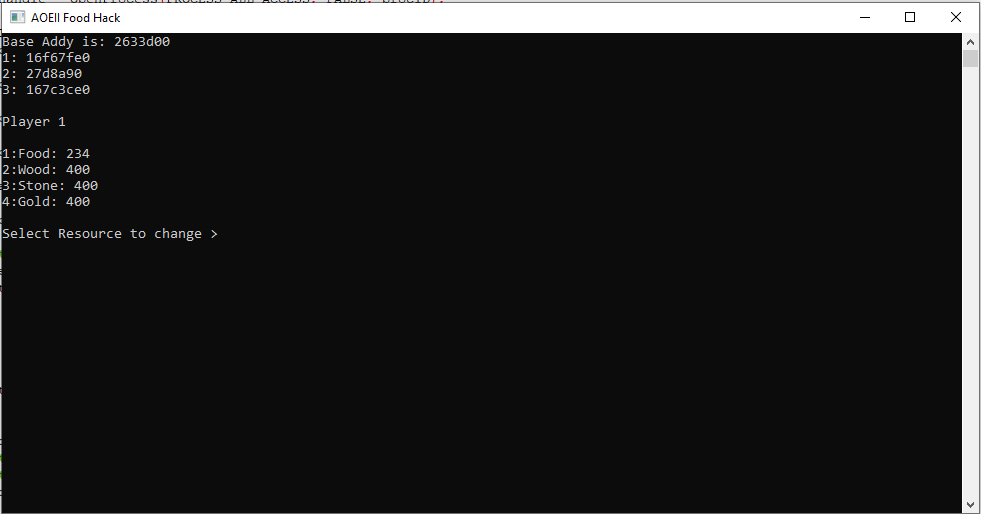 AOEII Food Hack
Base Addy is: 2633d00
1: 16f67fe0
2: 27d8a90
3: 167c3ce0
Player 1
1:Food: 234
2:Wood: 400
3:Stone: 400
4:Gold: 400
Select Resource to change >